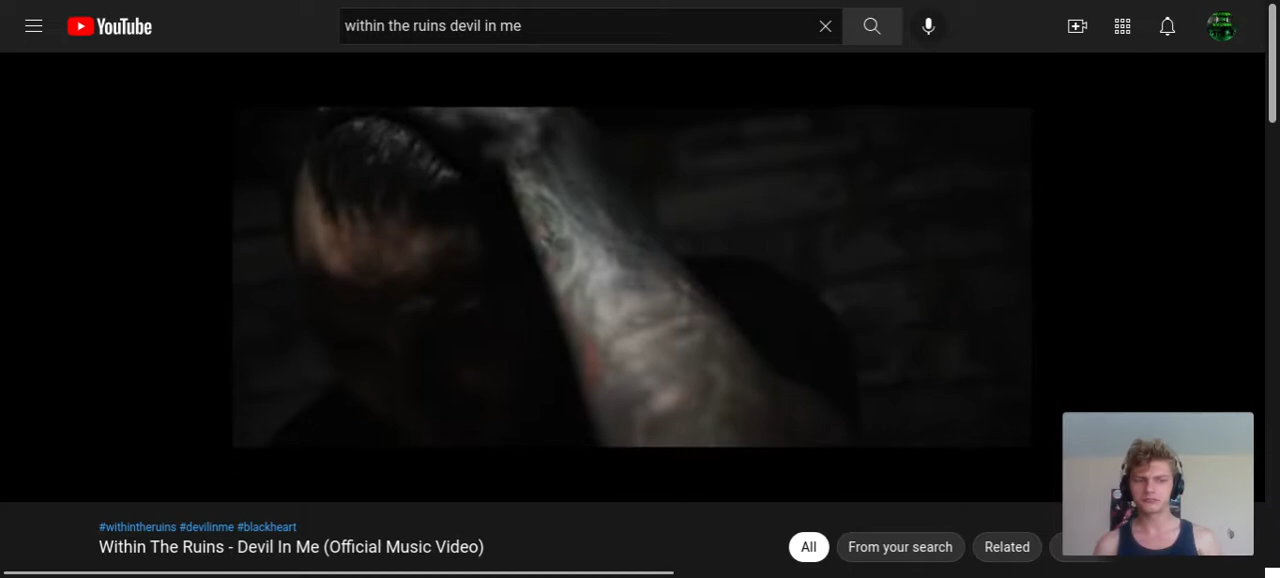 YouTube
within the ruins devil in me
#withintheruins #devilinme #blackheart
Within The Ruins - Devil In Me (Official Music Video)
All
From your search
Related